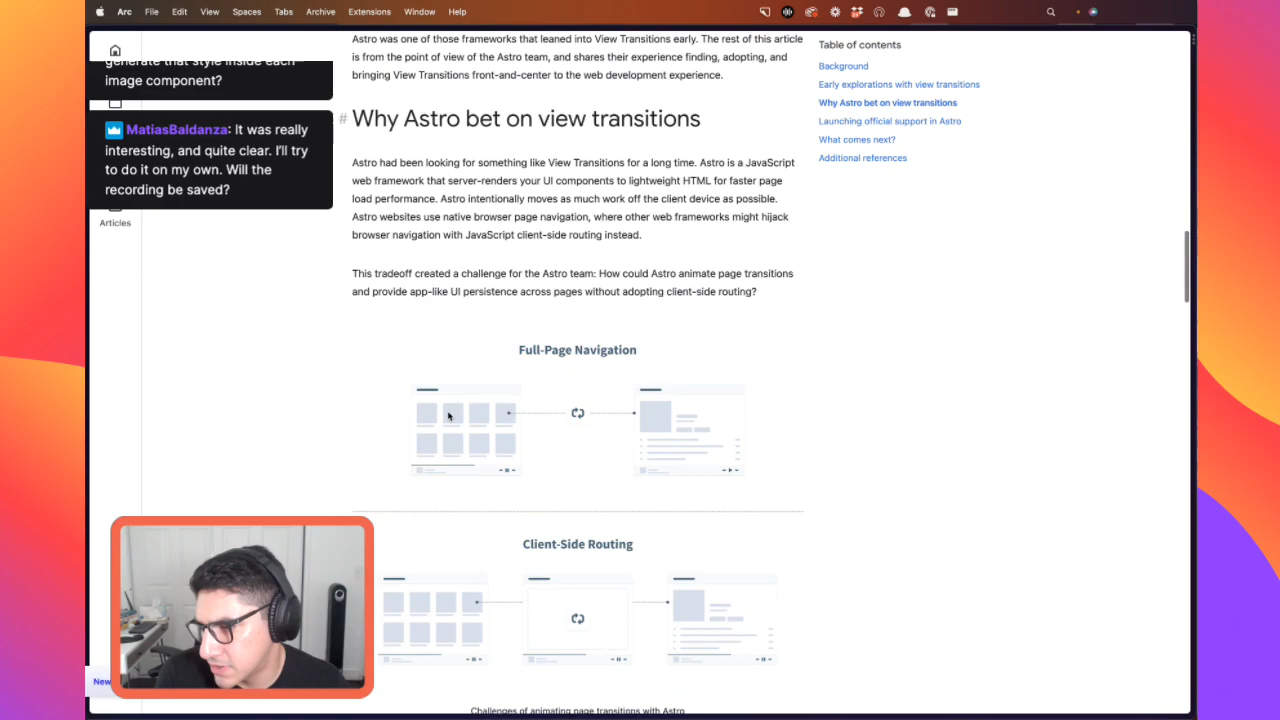 Arc File Edit View Spaces Tabs Archive Extensions Window Help
generate that style inside each
image component?
MatiasBaldanza: It was really
interesting, and quite clear. I'll try
to do it on my own. Will the
recording be saved?
Articles
New
Astro was one of those frameworks that leaned into View Transitions early. The rest of this article
is from the point of view of the Astro team, and shares their experience finding, adopting, and
bringing View Transitions front-and-center to the web development experience.
# Why Astro bet on view transitions
Astro had been looking for something like View Transitions for a long time. Astro is a JavaScript
web framework that server-renders your UI components to lightweight HTML for faster page
load performance. Astro intentionally moves as much work off the client device as possible.
Astro websites use native browser page navigation, where other web frameworks might hijack
browser navigation with JavaScript client-side routing instead.
This tradeoff created a challenge for the Astro team: How could Astro animate page transitions
and provide app-like UI persistence across pages without adopting client-side routing?
Full-Page Navigation
Client-Side Routing
Challenges of animating page transitions with Astro
Table of contents
Background
Early explorations with view transitions
Why Astro bet on view transitions
Launching official support in Astro
What comes next?
Additional references